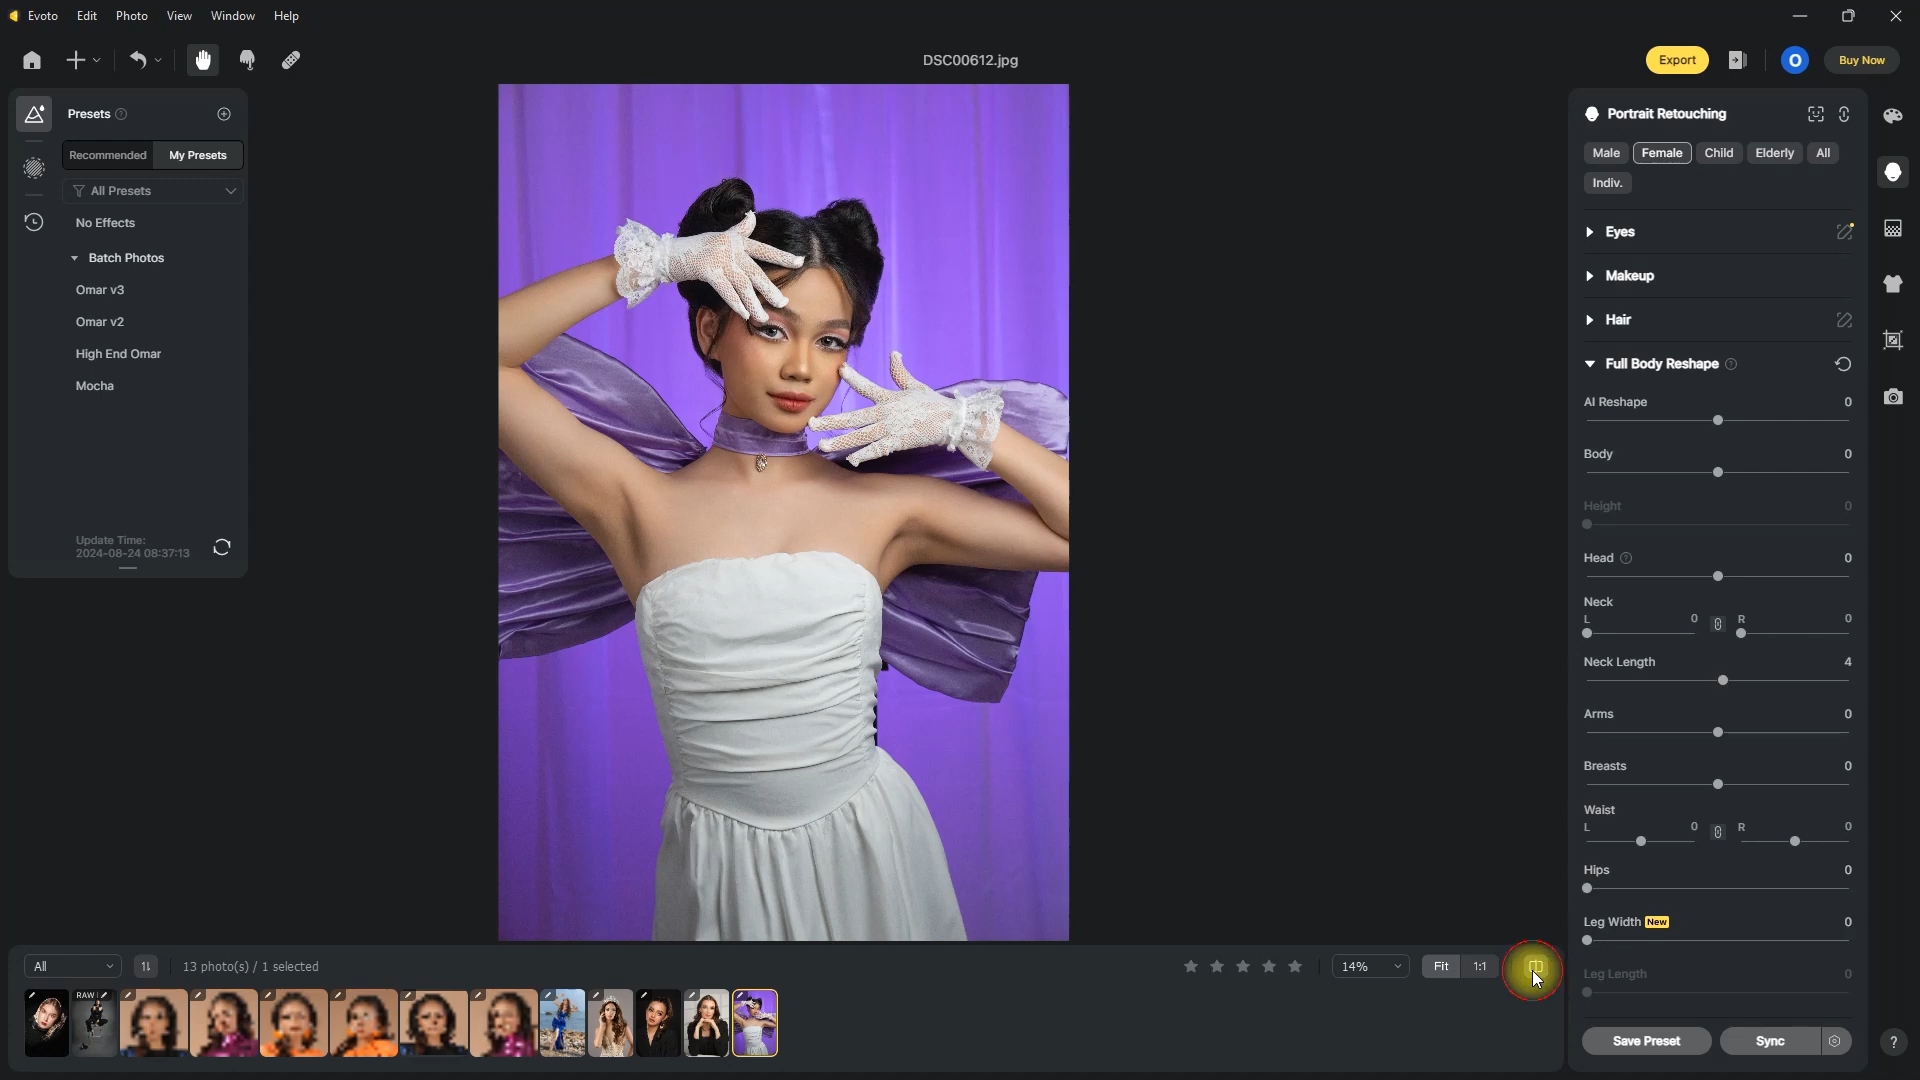 Evoto Edit Photo View Window Help
DSC00612.jpg
Export
O
Buy Now
Presets
Recommended My Presets
All Presets
No Effects
Batch Photos
Omar v3
Omar v2
High End Omar
Mocha
Update Time:
2024-08-24 08:37:13
Portrait Retouching
Male Female Child Elderly All
Indiv.
Eyes
Makeup
Hair
Full Body Reshape
AI Reshape 0
Body 0
Height 0
Head 0
Neck
L 0 R 0
Neck Length 4
Arms 0
Breasts 0
Waist
L 0 R 0
Hips 0
Leg Width New 0
Leg Length 0
Save Preset Sync
All 13 photo(s) / 1 selected 14% Fit 1:1
RAW